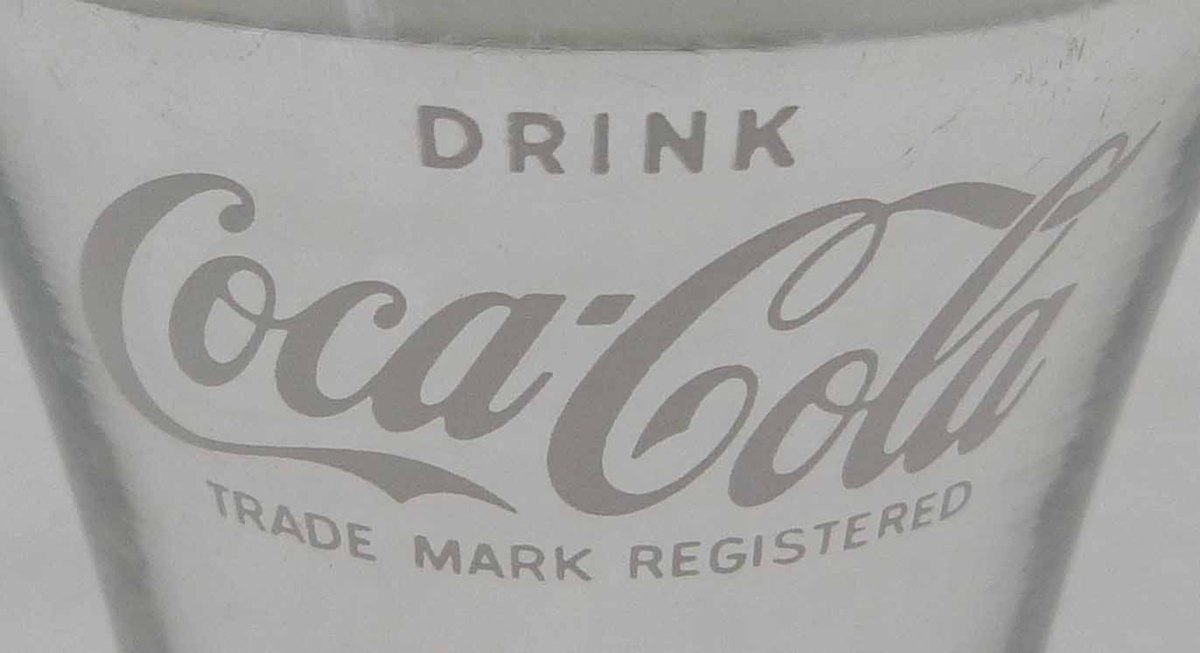 DRINK
Coca-Cola
TRADE MARK REGISTERED